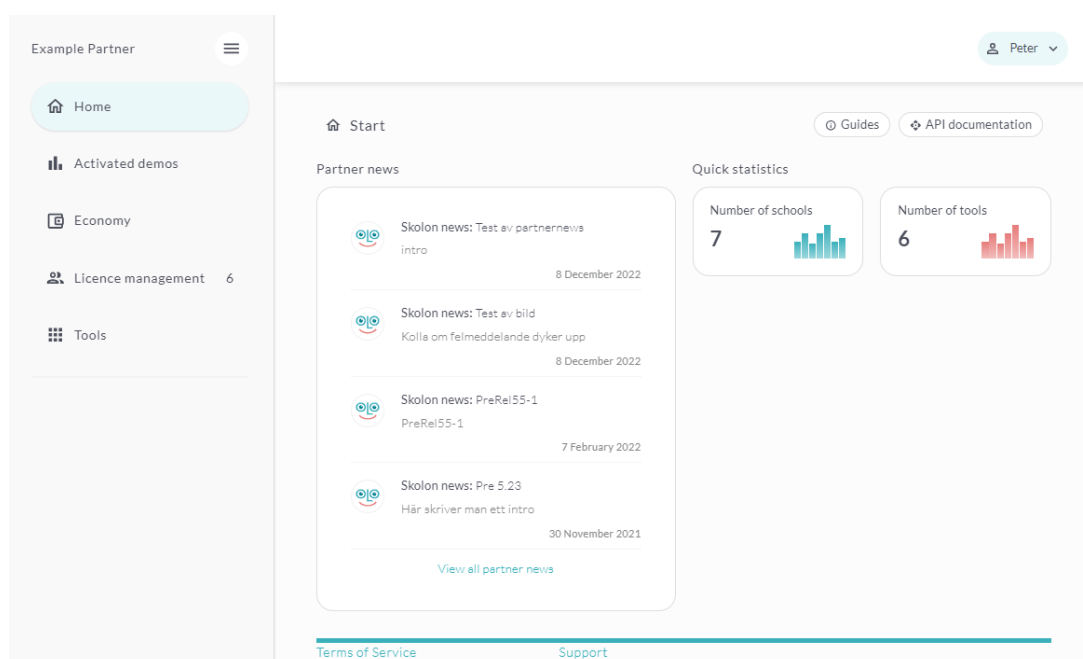 Example Partner
Peter
Home
Activated demos
Economy
Licence management 6
Tools
Start
Guides
API documentation
Partner news
Skolon news: Test av partnernews
intro
8 December 2022
Skolon news: Test av bild
Kolla om felmeddelande dyker upp
8 December 2022
Skolon news: PreRel55-1
PreRel55-1
7 February 2022
Skolon news: Pre 5.23
Här skriver man ett intro
30 November 2021
View all partner news
Quick statistics
Number of schools
7
Number of tools
6
Terms of Service
Support